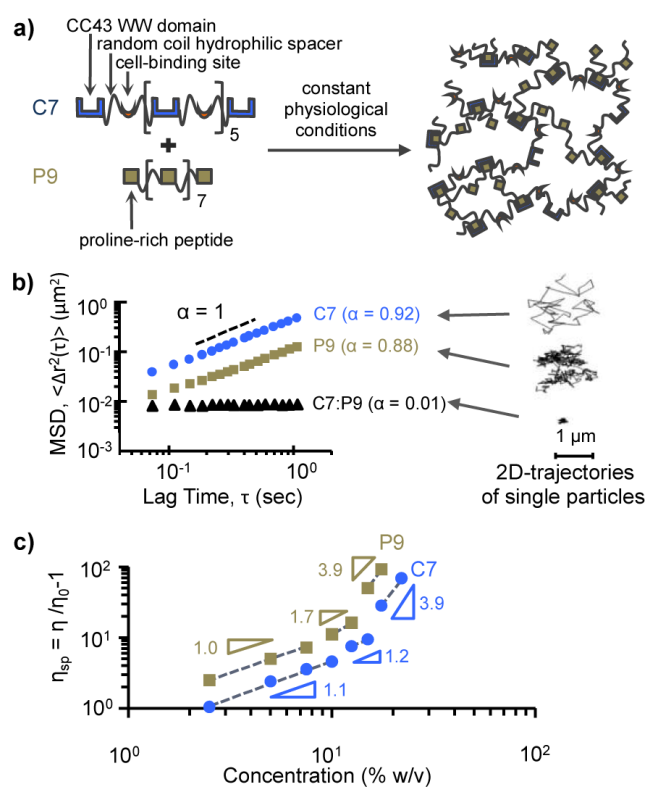 a)
CC43 WW domain
random coil hydrophilic spacer
cell-binding site
C7
5
+
P9
7
proline-rich peptide
constant
physiological
conditions
b)
MSD, <Δr²(τ)> (μm²)
10⁰
10⁻¹
10⁻²
10⁻³
α = 1
C7 (α = 0.92)
P9 (α = 0.88)
C7:P9 (α = 0.01)
10⁻¹
10⁰
Lag Time, τ (sec)
1 μm
2D-trajectories
of single particles
c)
ηsp = η /η0-1
10²
10¹
10⁰
P9
C7
3.9
3.9
1.7
1.0
1.2
1.1
10⁰
10¹
10²
Concentration (% w/v)